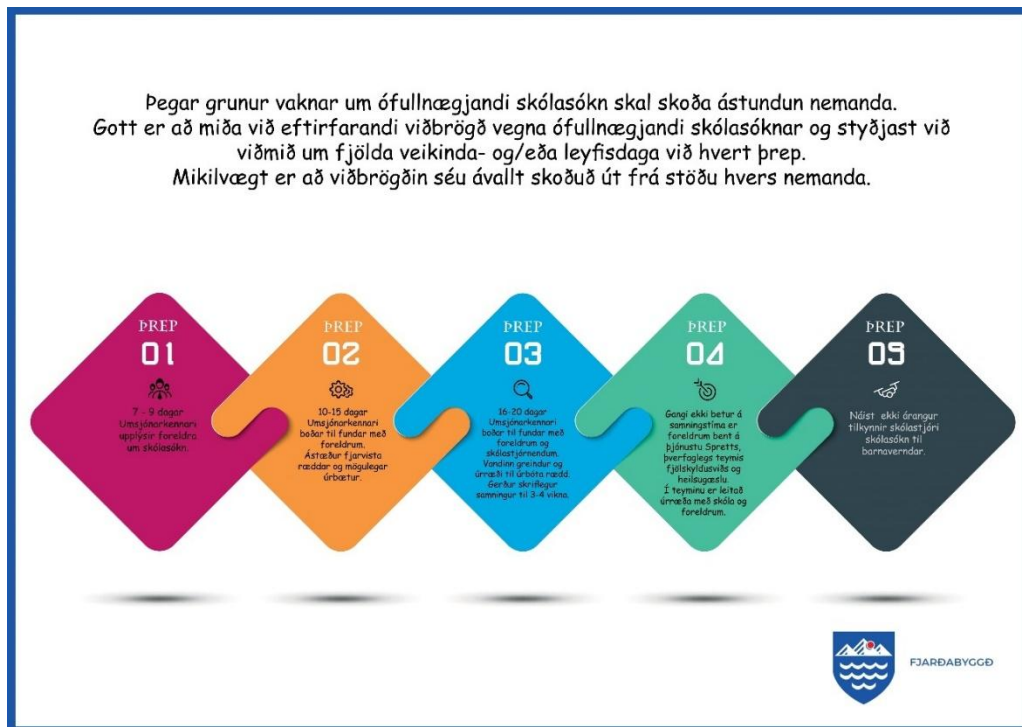 Þegar grunur vaknar um ófullnægjandi skólasókn skal skoða ástundun nemanda.
Gott er að miða við eftirfarandi viðbrögð vegna ófullnægjandi skólasóknar og styðjast við
viðmið um fjölda veikinda- og/eða leyfisdaga við hvert þrep.
Mikilvægt er að viðbrögðin séu ávallt skoðuð út frá stöðu hvers nemanda.
ÞREP
01
7 - 9 dagar
Umsjónarkennari
upplýsir foreldra
um skólasókn.
ÞREP
02
10-15 dagar
Umsjónarkennari
boðar til fundar með
foreldrum.
Ástæður fjarvista
ræddar og mögulegar
úrbætur.
ÞREP
03
16-20 dagar
Umsjónarkennari
boðar til fundar með
foreldrum og
skólastjórnendum.
Vandinn greindur og
úrræði til úrbóta rædd.
Gerður skriflegur
samningur til 3-4 vikna.
ÞREP
04
Gangi ekki betur á
samningstíma er
foreldrum bent á
þjónustu Spretts,
þverfaglegs teymis
fjölskyldusviðs og
heilsugæslu.
Í teyminu er leitað
úrræða með skóla og
foreldrum.
ÞREP
05
Náist ekki árangur
tilkynnir skólastjóri
skólasókn til
barnaverndar.
FJARÐABYGGÐ